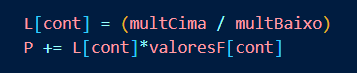 L[cont] = (multCima / multBaixo)
P += L[cont]*valoresF[cont]